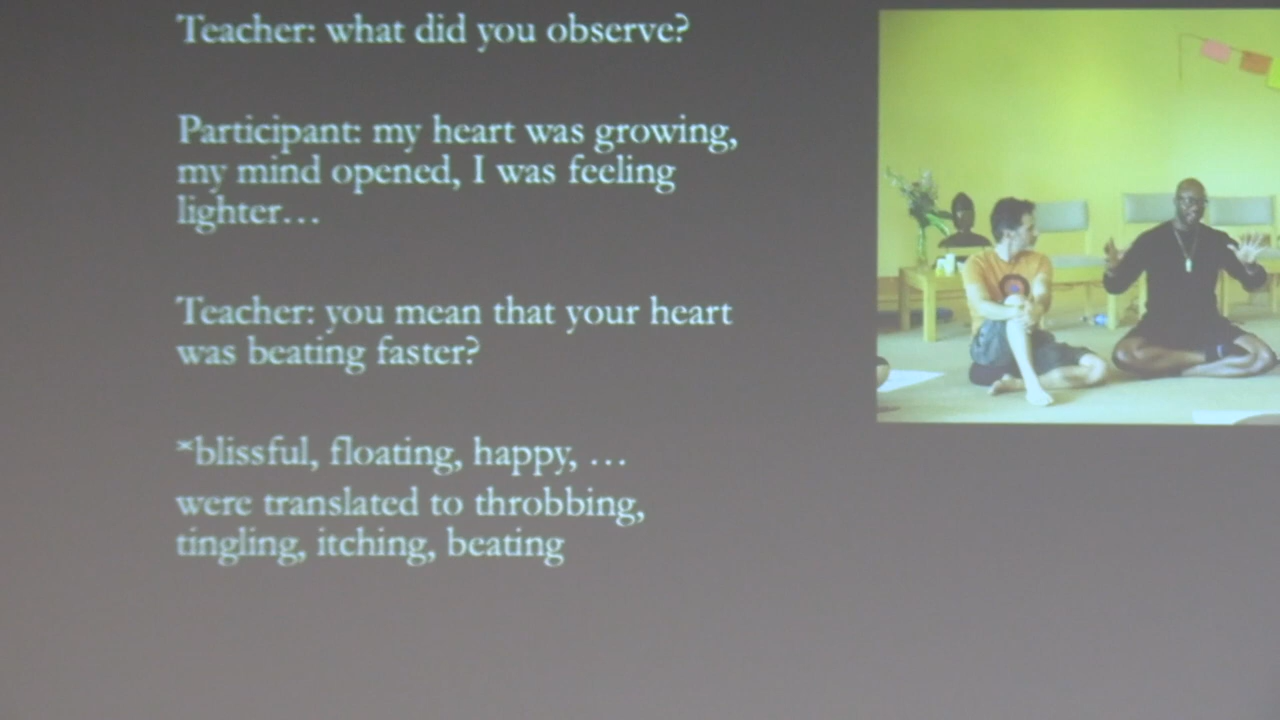 Teacher: what did you observe?
Participant: my heart was growing,
my mind opened, I was feeling
lighter…
Teacher: you mean that your heart
was beating faster?
*blissful, floating, happy, …
were translated to throbbing,
tingling, itching, beating